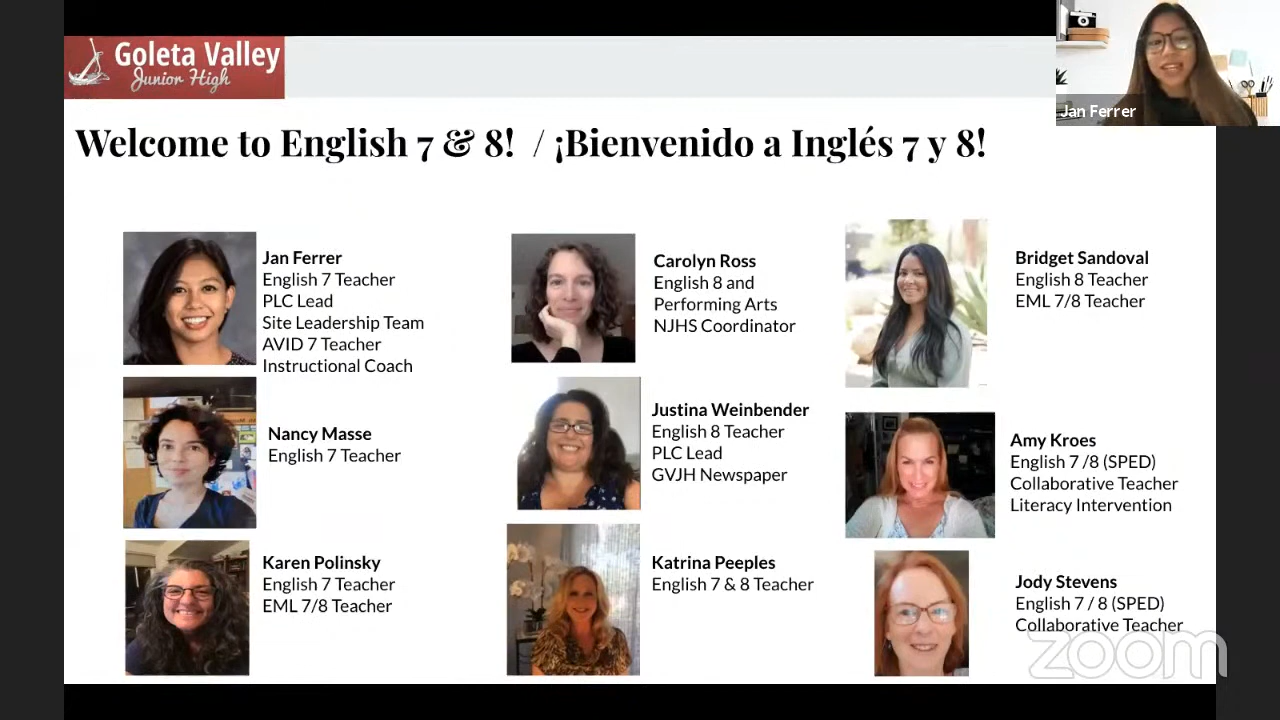 Goleta Valley
Junior High
Jan Ferrer
Welcome to English 7 & 8! / ¡Bienvenido a Inglés 7 y 8!
Jan Ferrer
English 7 Teacher
PLC Lead
Site Leadership Team
AVID 7 Teacher
Instructional Coach
Carolyn Ross
English 8 and
Performing Arts
NJHS Coordinator
Bridget Sandoval
English 8 Teacher
EML 7/8 Teacher
Nancy Masse
English 7 Teacher
Justina Weinbender
English 8 Teacher
PLC Lead
GVJH Newspaper
Amy Kroes
English 7 /8 (SPED)
Collaborative Teacher
Literacy Intervention
Karen Polinsky
English 7 Teacher
EML 7/8 Teacher
Katrina Peeples
English 7 & 8 Teacher
Jody Stevens
English 7 / 8 (SPED)
Collaborative Teacher
zoom